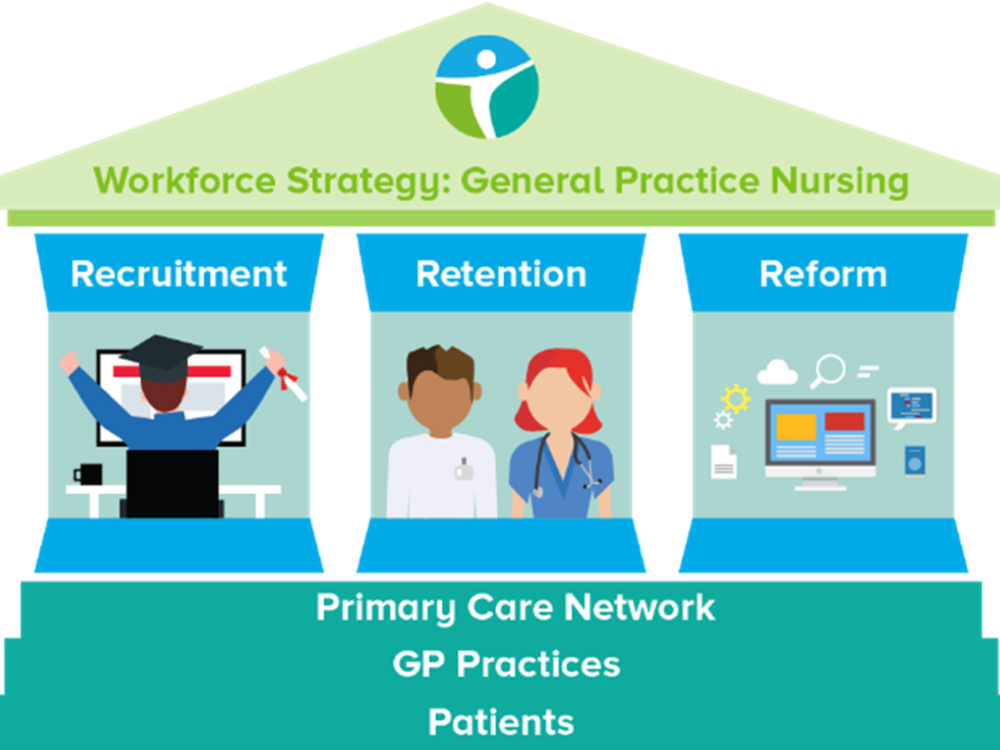 Workforce Strategy: General Practice Nursing
Recruitment
Retention
Reform
Primary Care Network
GP Practices
Patients